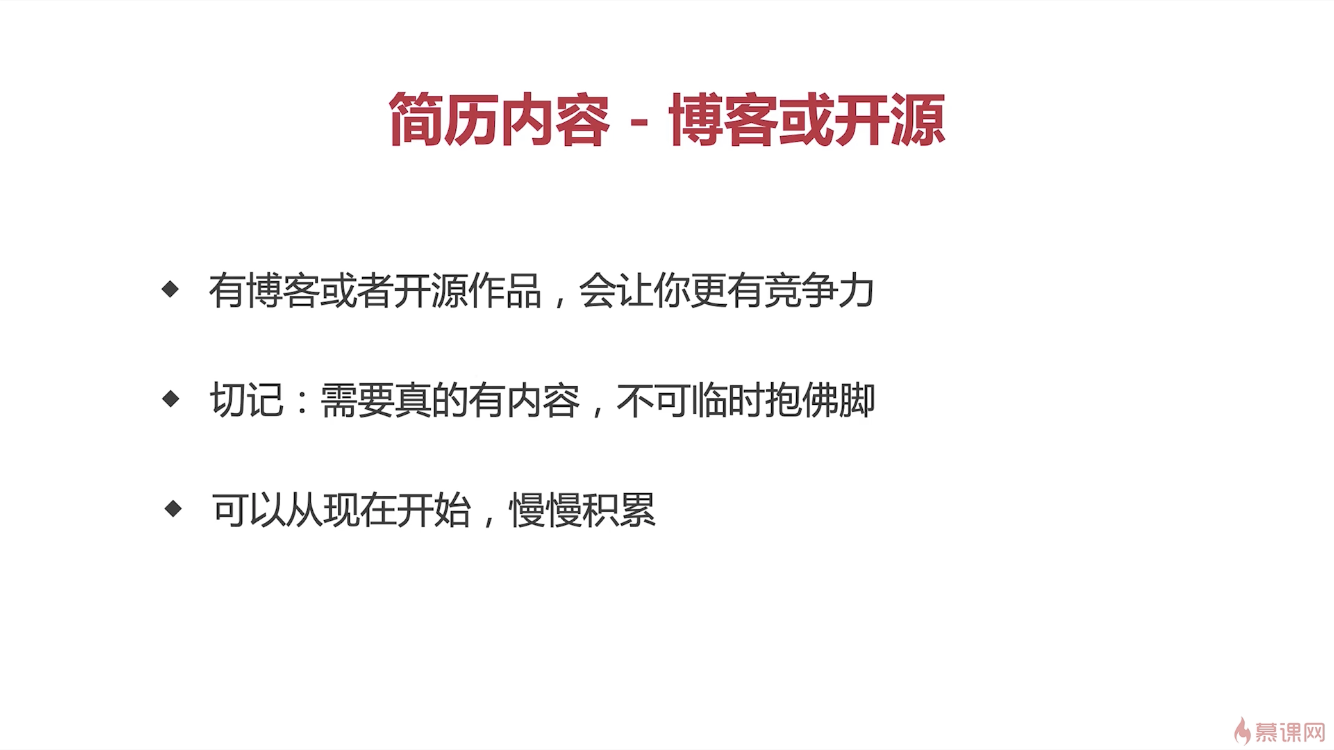 简历内容 - 博客或开源
◆ 有博客或者开源作品，会让你更有竞争力
◆ 切记：需要真的有内容，不可临时抱佛脚
◆ 可以从现在开始，慢慢积累
慕课网